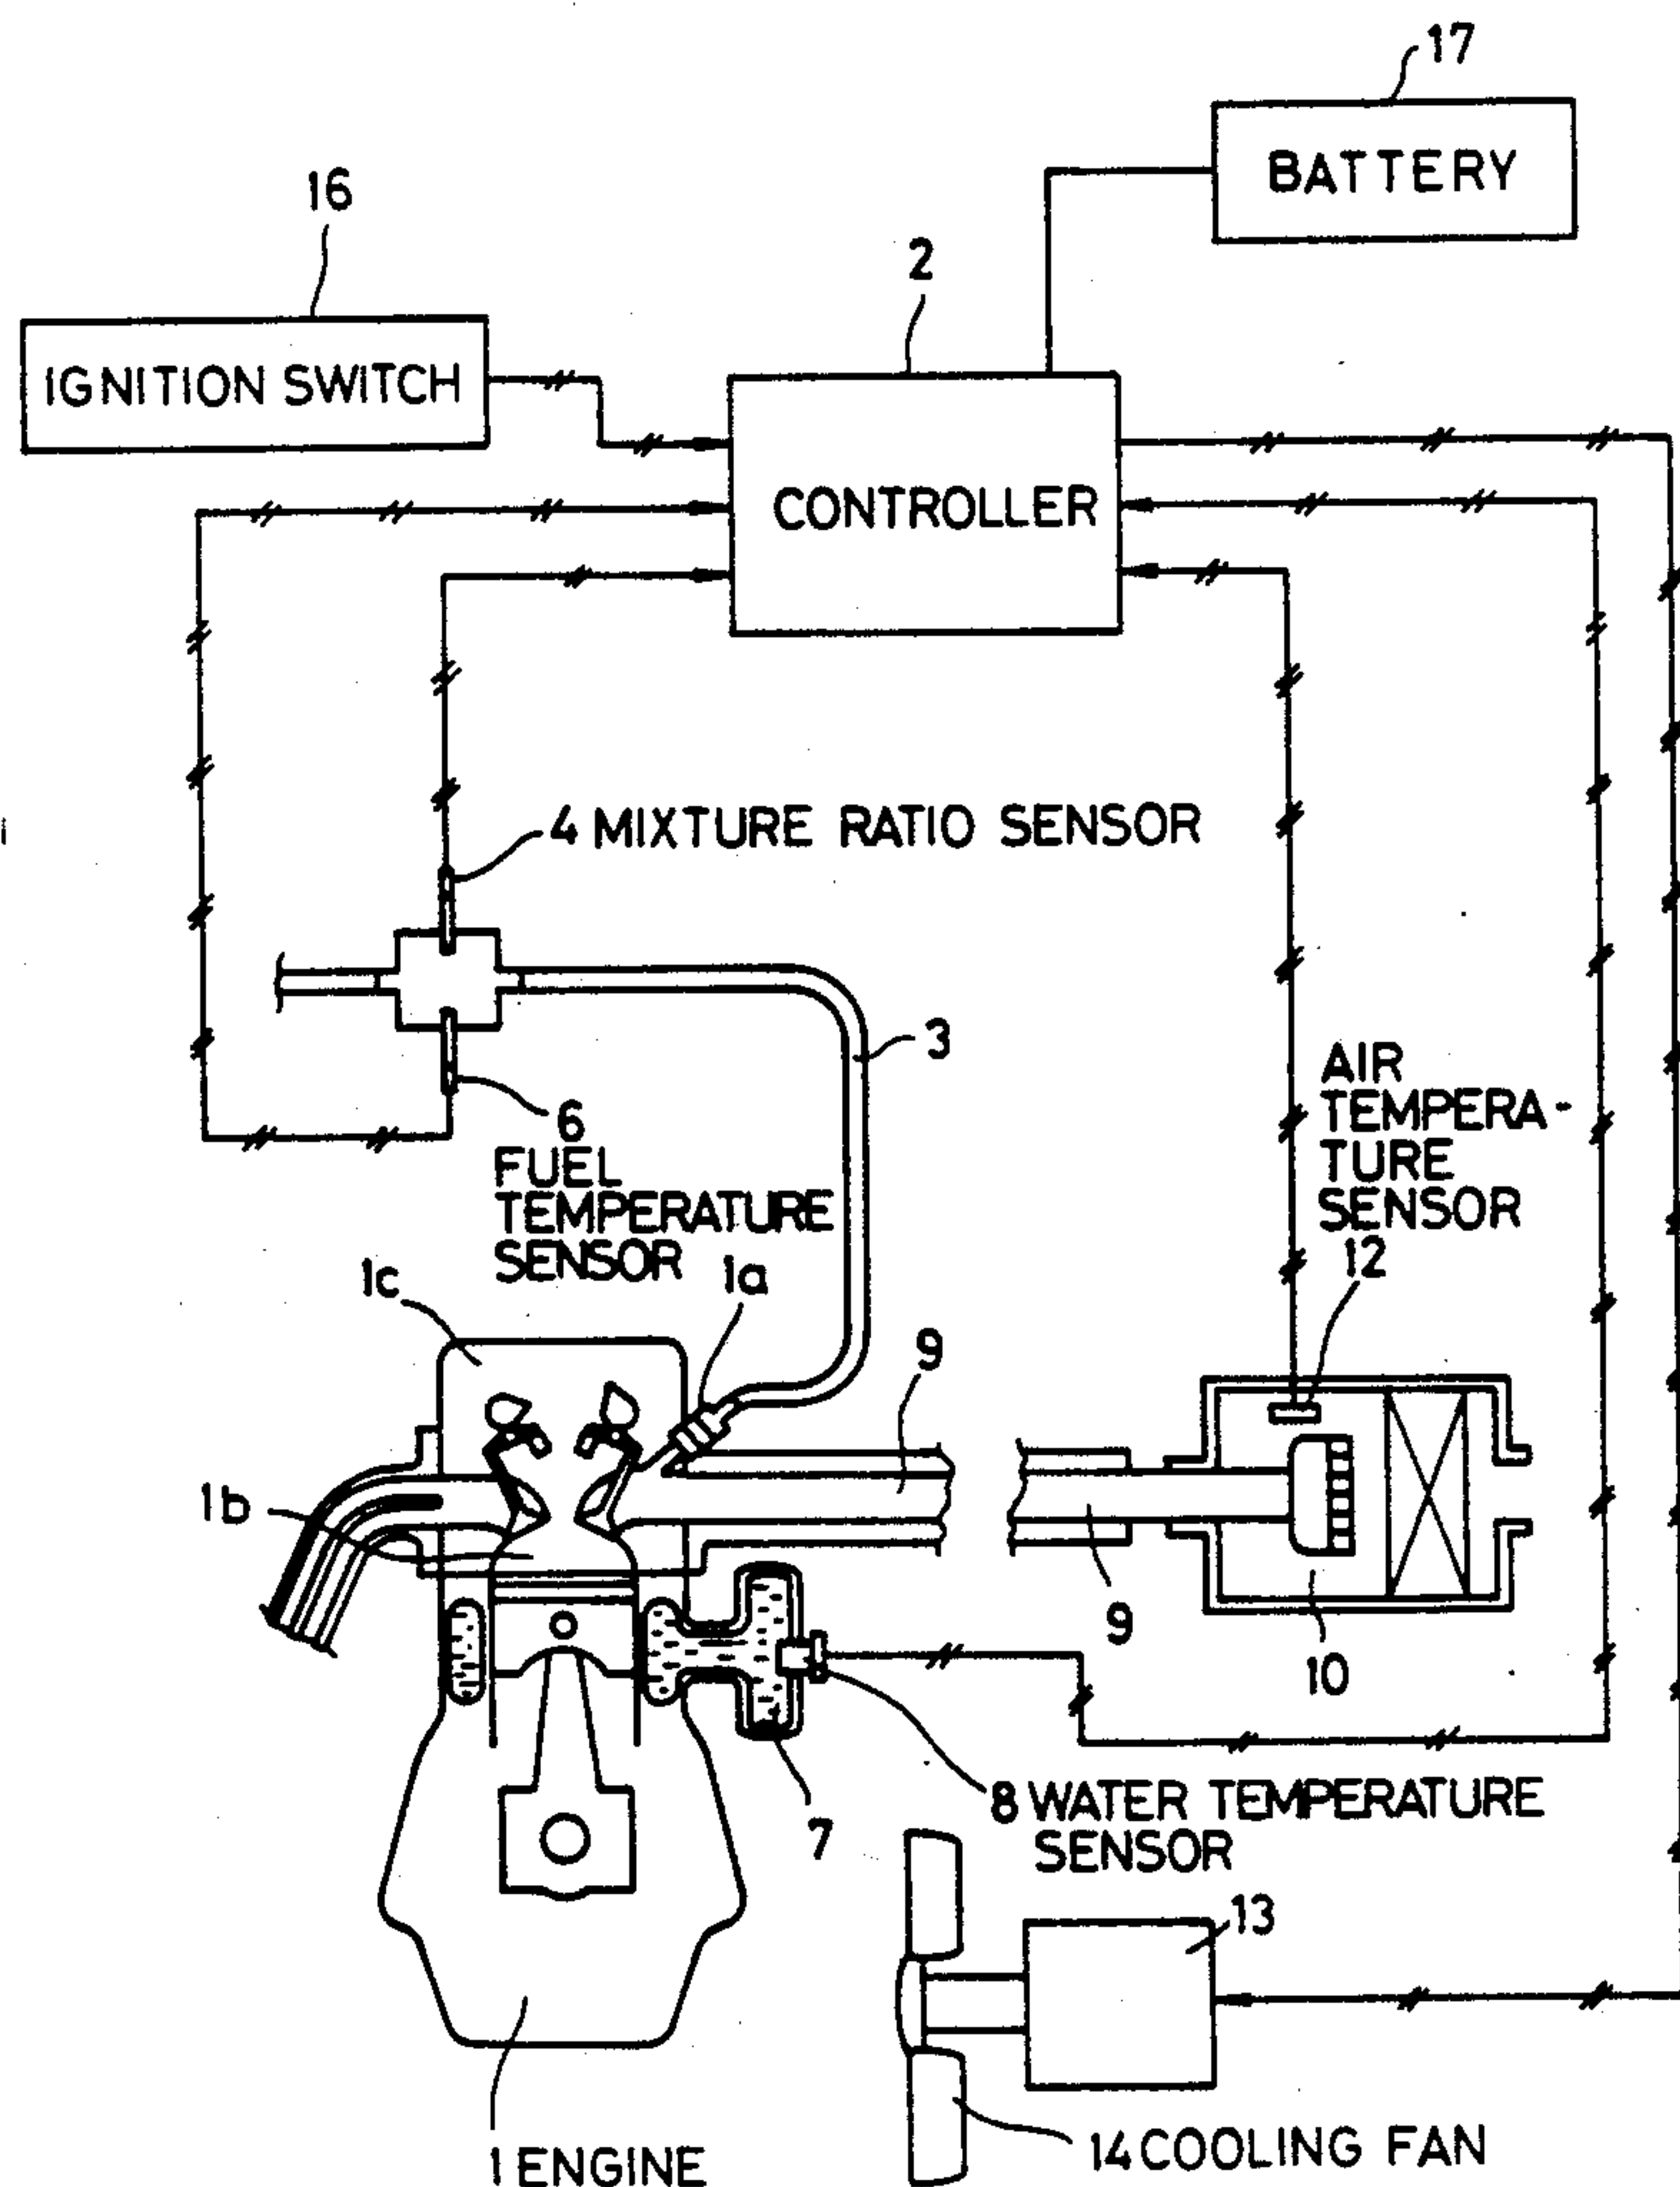 17
BATTERY
16
2
IGNITION SWITCH
CONTROLLER
4 MIXTURE RATIO SENSOR
3
AIR
TEMPERA-
TURE
SENSOR
12
6
FUEL
TEMPERATURE
SENSOR
1c
1a
9
1b
9
10
8 WATER TEMPERATURE
SENSOR
7
13
14 COOLING FAN
1 ENGINE